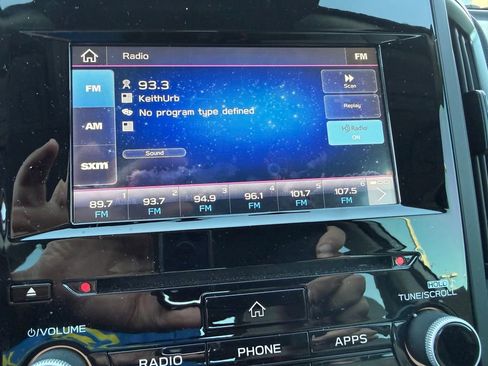 Radio FM
FM
93.3
Scan
KeithUrb
AM
No program type defined
Replay
HD Radio
ON
sxm
Sound
1 2 3 4 5
89.7 93.7 94.9 96.1 101.7 107.5
FM FM FM FM FM FM
HOLD
TUNE/SCROLL
/VOLUME
RADIO PHONE APPS